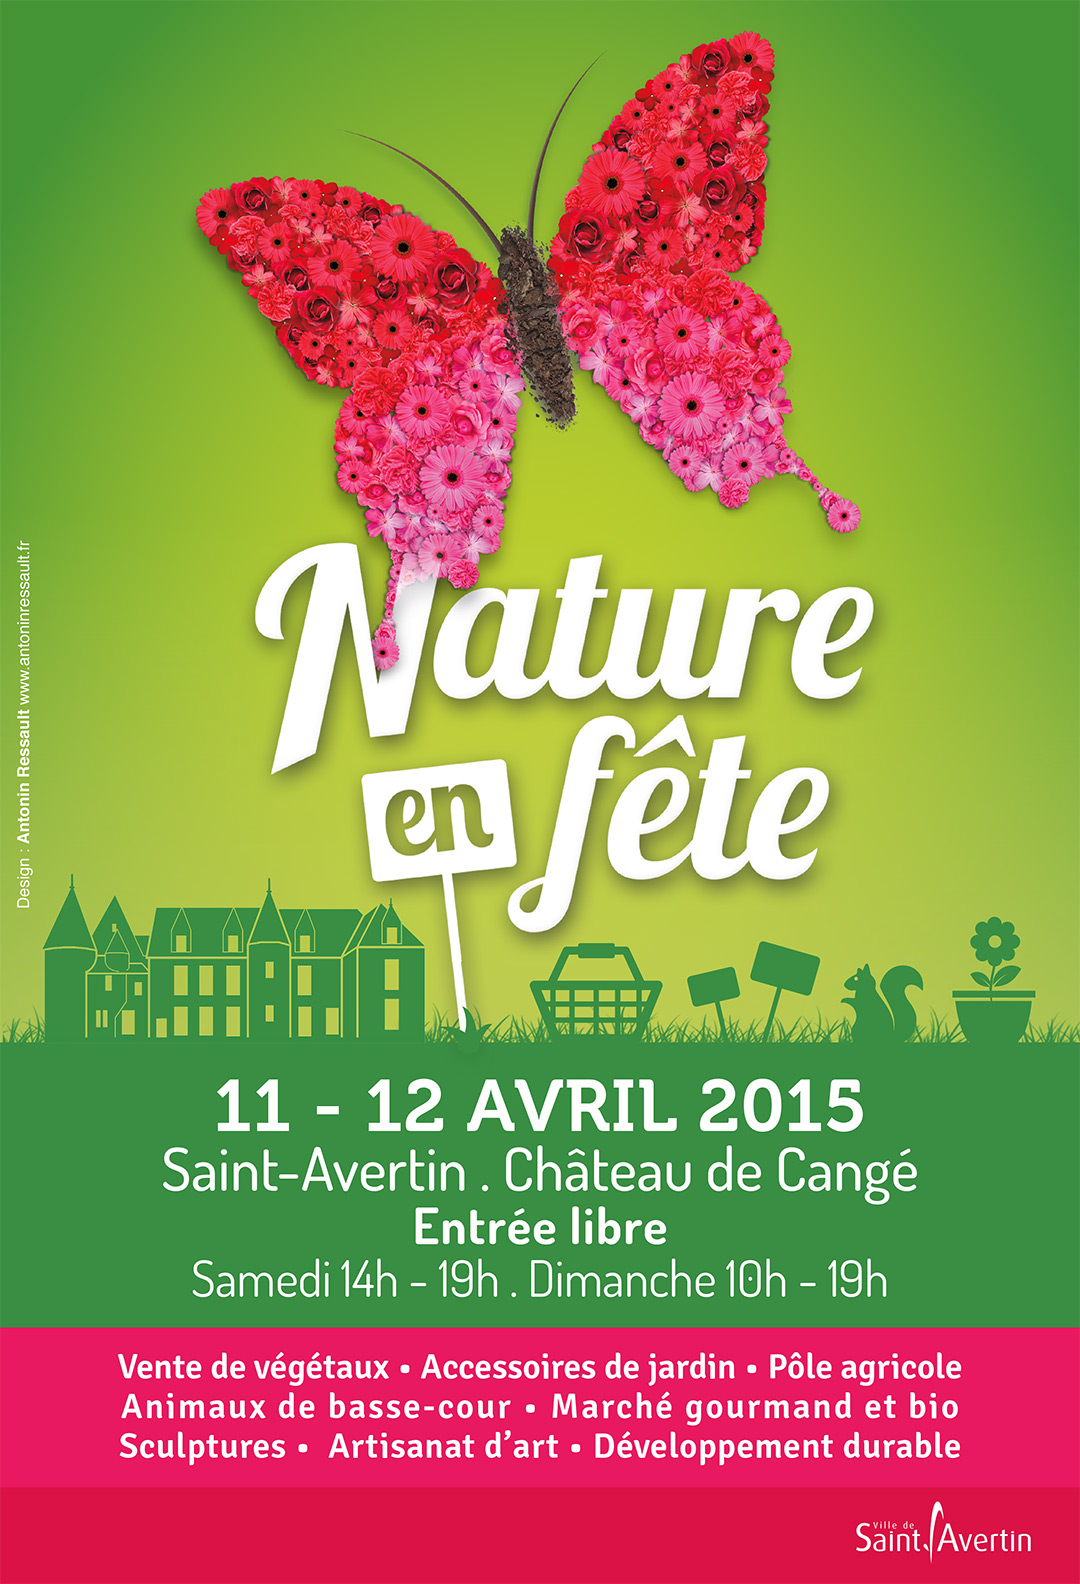 Nature
en fête
Design : Antonin Ressault www.antoninressault.fr
11 - 12 AVRIL 2015
Saint-Avertin . Château de Cangé
Entrée libre
Samedi 14h - 19h . Dimanche 10h - 19h
Vente de végétaux • Accessoires de jardin • Pôle agricole
Animaux de basse-cour • Marché gourmand et bio
Sculptures • Artisanat d'art • Développement durable
Ville de
Saint Avertin